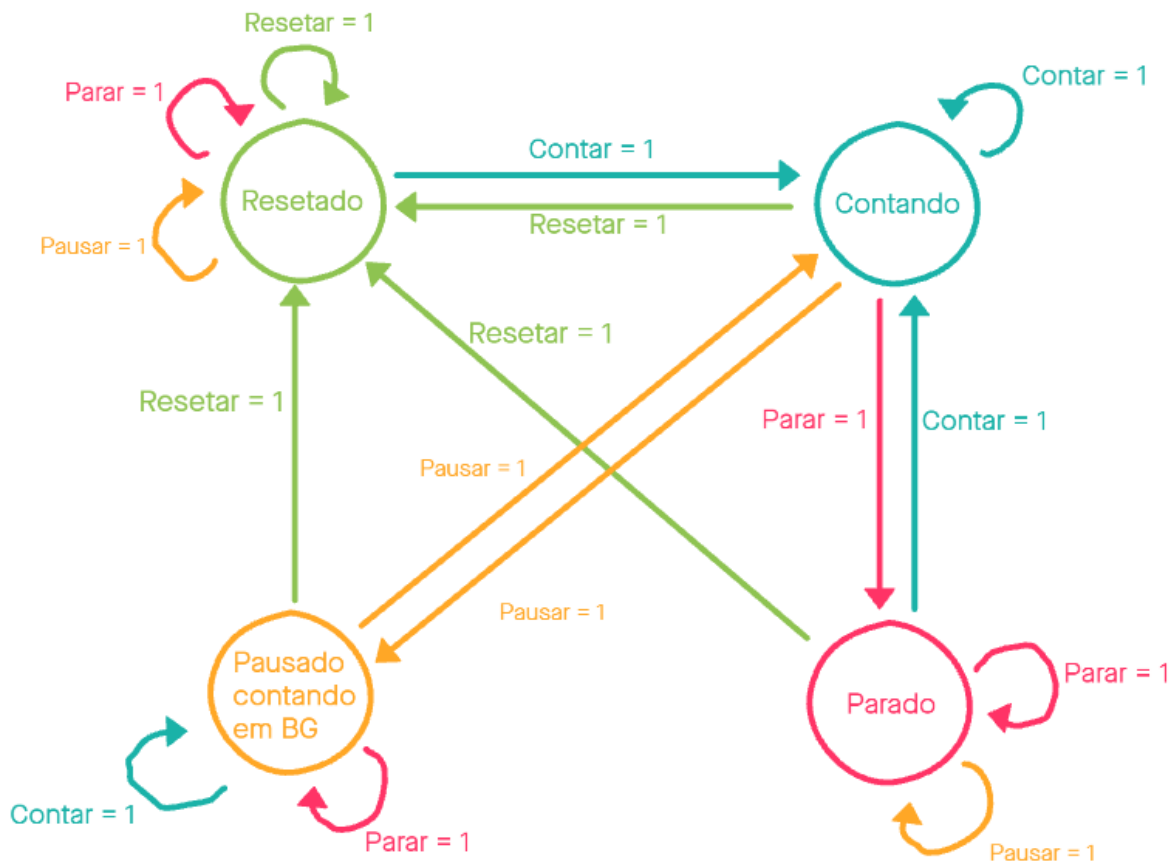 Resetar = 1
Parar = 1
Contar = 1
Contar = 1
Resetado
Contando
Resetar = 1
Pausar = 1
Resetar = 1
Resetar = 1
Parar = 1
Contar = 1
Pausar = 1
Pausar = 1
Pausado
contando
em BG
Parado
Parar = 1
Contar = 1
Parar = 1
Pausar = 1